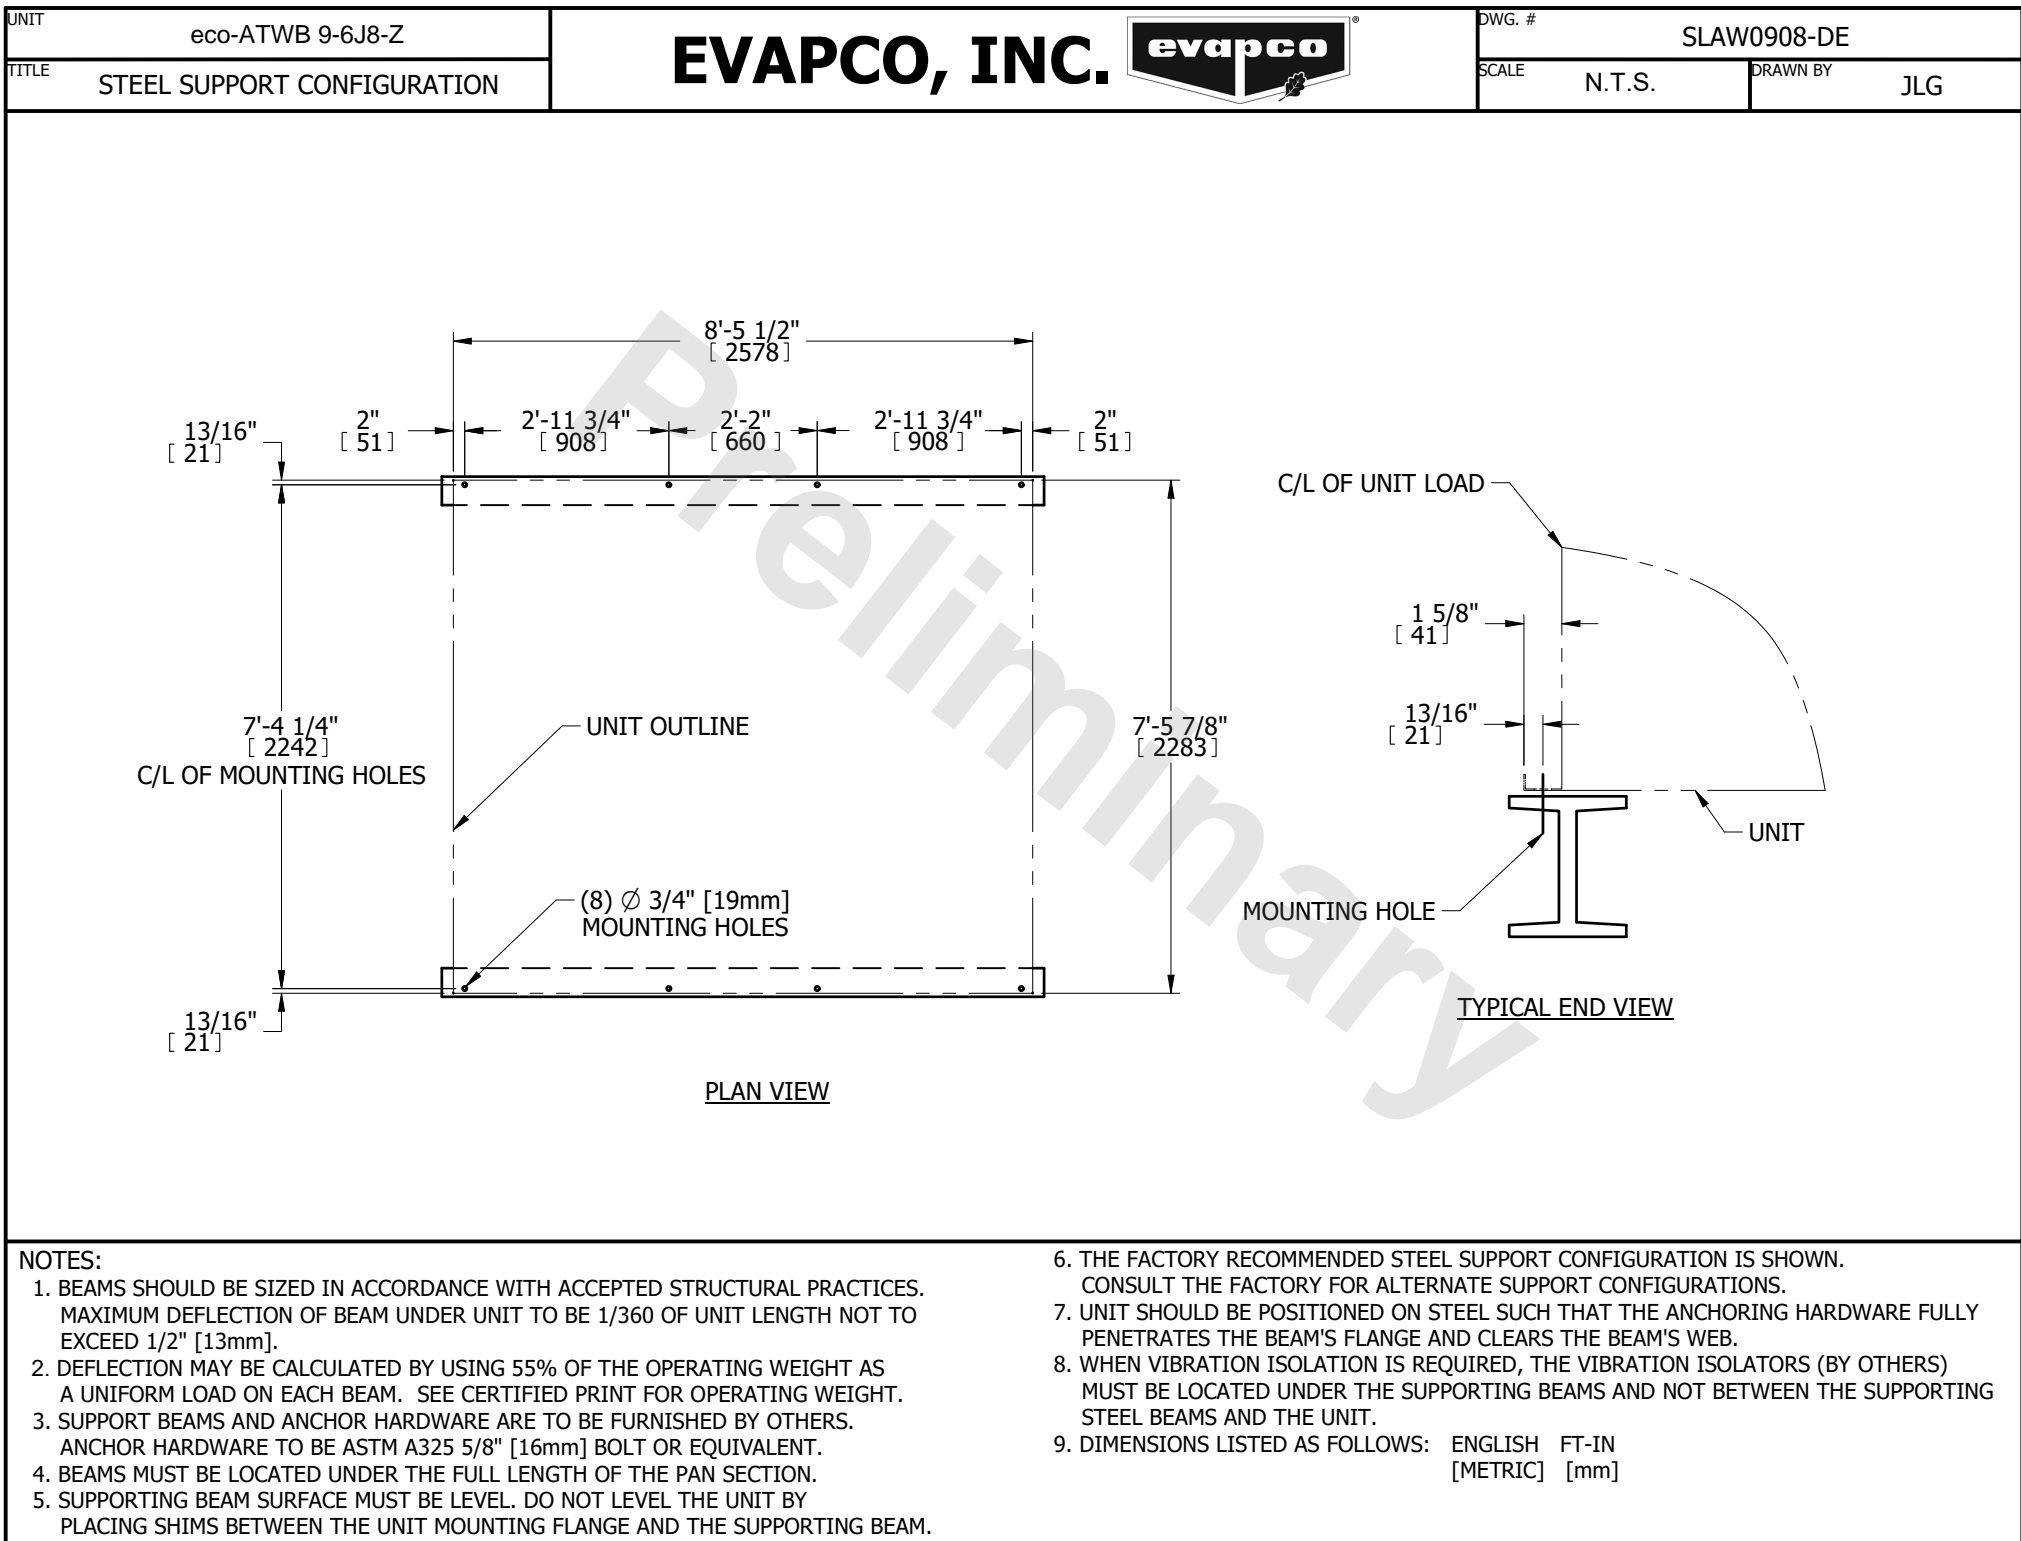 UNIT
eco-ATWB 9-6J8-Z
TITLE
STEEL SUPPORT CONFIGURATION
EVAPCO, INC.
evapco
®
DWG. #
SLAW0908-DE
SCALE
N.T.S.
DRAWN BY
JLG
Preliminary
8'-5 1/2"
[ 2578 ]
13/16"
[ 21 ]
2"
[ 51 ]
2'-11 3/4"
[ 908 ]
2'-2"
[ 660 ]
2'-11 3/4"
[ 908 ]
2"
[ 51 ]
7'-4 1/4"
[ 2242 ]
C/L OF MOUNTING HOLES
UNIT OUTLINE
7'-5 7/8"
[ 2283 ]
(8) ∅ 3/4" [19mm]
MOUNTING HOLES
13/16"
[ 21 ]
PLAN VIEW
C/L OF UNIT LOAD
1 5/8"
[ 41 ]
13/16"
[ 21 ]
UNIT
MOUNTING HOLE
TYPICAL END VIEW
NOTES:
1. BEAMS SHOULD BE SIZED IN ACCORDANCE WITH ACCEPTED STRUCTURAL PRACTICES.
MAXIMUM DEFLECTION OF BEAM UNDER UNIT TO BE 1/360 OF UNIT LENGTH NOT TO
EXCEED 1/2" [13mm].
2. DEFLECTION MAY BE CALCULATED BY USING 55% OF THE OPERATING WEIGHT AS
A UNIFORM LOAD ON EACH BEAM. SEE CERTIFIED PRINT FOR OPERATING WEIGHT.
3. SUPPORT BEAMS AND ANCHOR HARDWARE ARE TO BE FURNISHED BY OTHERS.
ANCHOR HARDWARE TO BE ASTM A325 5/8" [16mm] BOLT OR EQUIVALENT.
4. BEAMS MUST BE LOCATED UNDER THE FULL LENGTH OF THE PAN SECTION.
5. SUPPORTING BEAM SURFACE MUST BE LEVEL. DO NOT LEVEL THE UNIT BY
PLACING SHIMS BETWEEN THE UNIT MOUNTING FLANGE AND THE SUPPORTING BEAM.
6. THE FACTORY RECOMMENDED STEEL SUPPORT CONFIGURATION IS SHOWN.
CONSULT THE FACTORY FOR ALTERNATE SUPPORT CONFIGURATIONS.
7. UNIT SHOULD BE POSITIONED ON STEEL SUCH THAT THE ANCHORING HARDWARE FULLY
PENETRATES THE BEAM'S FLANGE AND CLEARS THE BEAM'S WEB.
8. WHEN VIBRATION ISOLATION IS REQUIRED, THE VIBRATION ISOLATORS (BY OTHERS)
MUST BE LOCATED UNDER THE SUPPORTING BEAMS AND NOT BETWEEN THE SUPPORTING
STEEL BEAMS AND THE UNIT.
9. DIMENSIONS LISTED AS FOLLOWS: ENGLISH FT-IN
[METRIC] [mm]